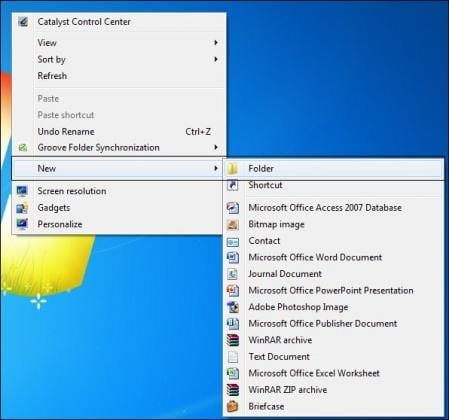 Catalyst Control Center
View
Sort by
Refresh
Paste
Paste shortcut
Undo Rename Ctrl+Z
Groove Folder Synchronization
New
Screen resolution
Gadgets
Personalize
Folder
Shortcut
Microsoft Office Access 2007 Database
Bitmap image
Contact
Microsoft Office Word Document
Journal Document
Microsoft Office PowerPoint Presentation
Adobe Photoshop Image
Microsoft Office Publisher Document
WinRAR archive
Text Document
Microsoft Office Excel Worksheet
WinRAR ZIP archive
Briefcase